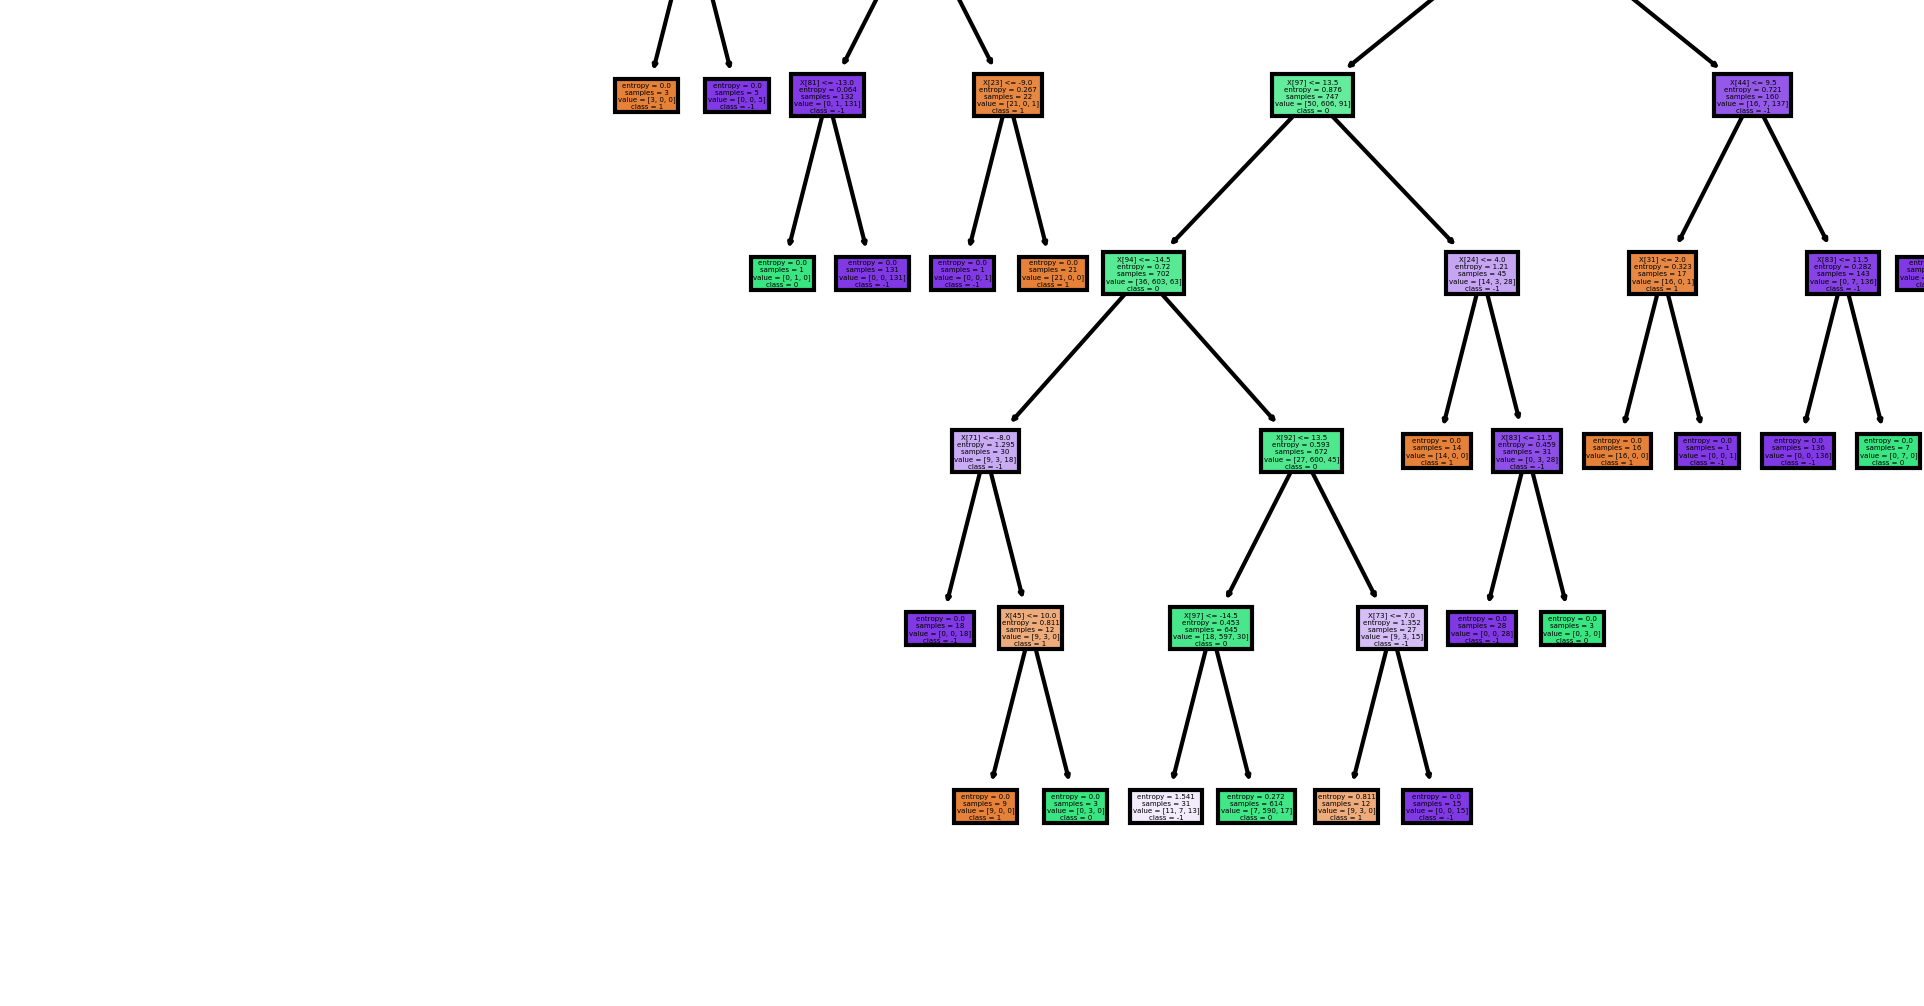 entropy = 0.0
samples = 3
value = [3, 0, 0]
class = 1
entropy = 0.0
samples = 5
value = [0, 0, 5]
class = -1
X[81] <= -13.0
entropy = 0.064
samples = 132
value = [0, 1, 131]
class = -1
X[23] <= -9.0
entropy = 0.267
samples = 22
value = [21, 0, 1]
class = 1
X[97] <= 13.5
entropy = 0.876
samples = 747
value = [50, 606, 91]
class = 0
X[44] <= 9.5
entropy = 0.721
samples = 160
value = [16, 7, 137]
class = -1
entropy = 0.0
samples = 1
value = [0, 1, 0]
class = 0
entropy = 0.0
samples = 131
value = [0, 0, 131]
class = -1
entropy = 0.0
samples = 1
value = [0, 0, 1]
class = -1
entropy = 0.0
samples = 21
value = [21, 0, 0]
class = 1
X[94] <= -14.5
entropy = 0.72
samples = 702
value = [36, 603, 63]
class = 0
X[24] <= 4.0
entropy = 1.21
samples = 45
value = [14, 3, 28]
class = -1
X[31] <= 2.0
entropy = 0.323
samples = 17
value = [16, 0, 1]
class = 1
X[83] <= 11.5
entropy = 0.282
samples = 143
value = [0, 7, 136]
class = -1
X[71] <= -8.0
entropy = 1.295
samples = 30
value = [9, 3, 18]
class = -1
X[92] <= 13.5
entropy = 0.593
samples = 672
value = [27, 600, 45]
class = 0
entropy = 0.0
samples = 14
value = [14, 0, 0]
class = 1
X[83] <= 11.5
entropy = 0.459
samples = 31
value = [0, 3, 28]
class = -1
entropy = 0.0
samples = 16
value = [16, 0, 0]
class = 1
entropy = 0.0
samples = 1
value = [0, 0, 1]
class = -1
entropy = 0.0
samples = 136
value = [0, 0, 136]
class = -1
entropy = 0.0
samples = 7
value = [0, 7, 0]
class = 0
entropy = 0.0
samples = 18
value = [0, 0, 18]
class = -1
X[45] <= 10.0
entropy = 0.811
samples = 12
value = [9, 3, 0]
class = 1
X[97] <= -14.5
entropy = 0.453
samples = 645
value = [18, 597, 30]
class = 0
X[73] <= 7.0
entropy = 1.352
samples = 27
value = [9, 3, 15]
class = -1
entropy = 0.0
samples = 28
value = [0, 0, 28]
class = -1
entropy = 0.0
samples = 3
value = [0, 3, 0]
class = 0
entropy = 0.0
samples = 9
value = [9, 0, 0]
class = 1
entropy = 0.0
samples = 3
value = [0, 3, 0]
class = 0
entropy = 1.541
samples = 31
value = [11, 7, 13]
class = -1
entropy = 0.272
samples = 614
value = [7, 590, 17]
class = 0
entropy = 0.811
samples = 12
value = [9, 3, 0]
class = 1
entropy = 0.0
samples = 15
value = [0, 0, 15]
class = -1